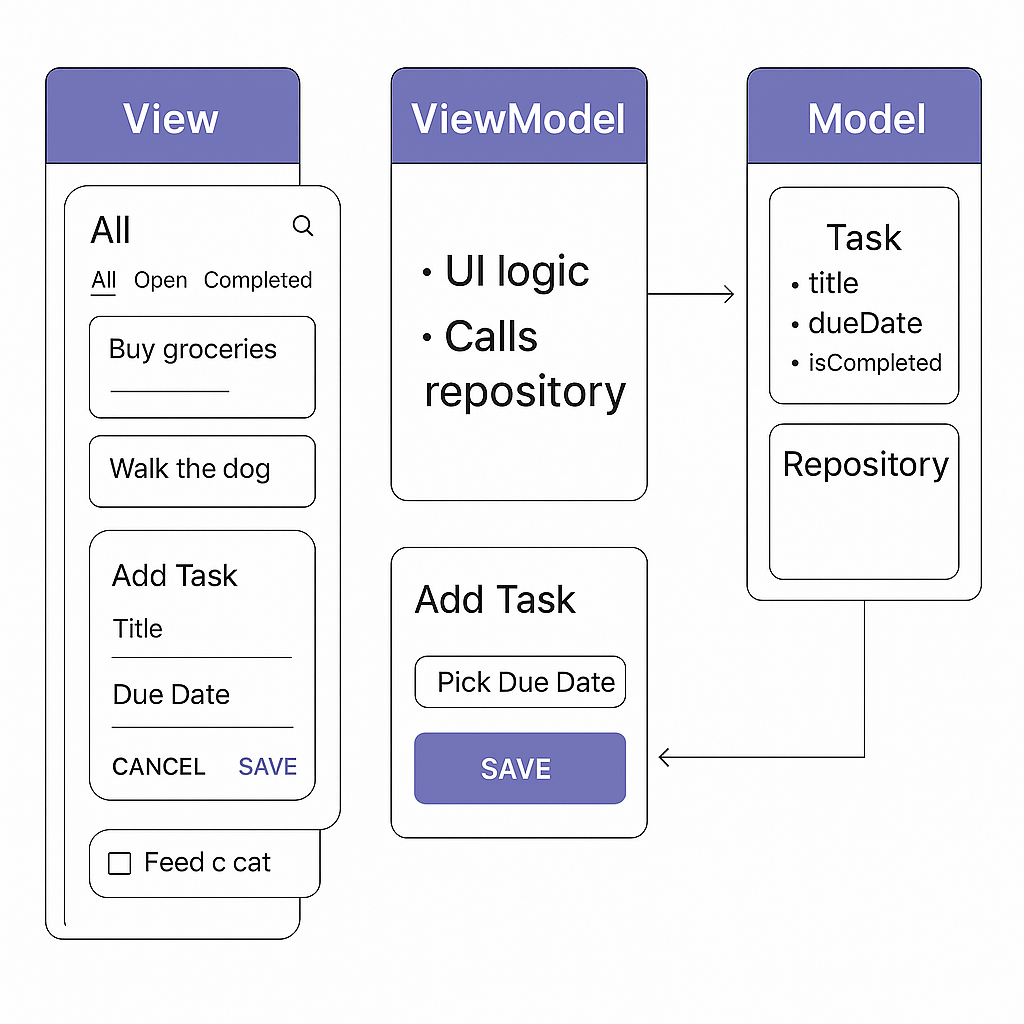 View
All
All Open Completed
Buy groceries
Walk the dog
Add Task
Title
Due Date
CANCEL SAVE
Feed c cat
ViewModel
• UI logic
• Calls
repository
Add Task
Pick Due Date
SAVE
Model
Task
• title
• dueDate
• isCompleted
Repository